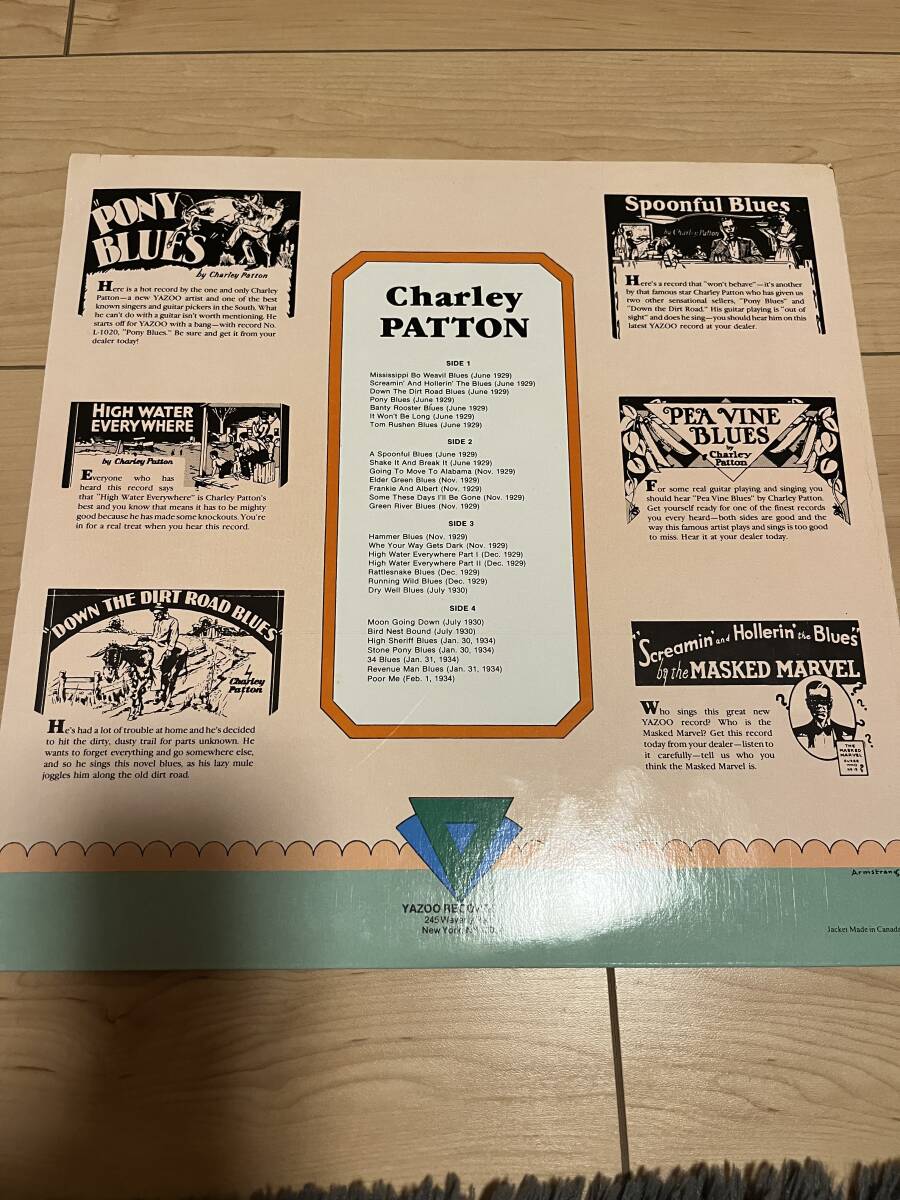 "PONY
BLUES"
by Charley Patton
Here is a hot record by the one and only Charley
Patton—a new YAZOO artist and one of the best
known singers and guitar pickers in the South. What
he can't do with a guitar isn't worth mentioning. He
starts off for YAZOO with a bang—with record No.
L-1020, "Pony Blues." Be sure and get it from your
dealer today!
HIGH WATER
EVERYWHERE
by Charley Patton
Everyone who has
heard this record says
that "High Water Everywhere" is Charley Patton's
best and you know that means it has to be mighty
good because he has made some knockouts. You're
in for a real treat when you hear this record.
"DOWN THE DIRT ROAD BLUES"
by
Charley
Patton
He's had a lot of trouble at home and he's decided
to hit the dirty, dusty trail for parts unknown. He
wants to forget everything and go somewhere else,
and so he sings this novel blues, as his lazy mule
joggles him along the old dirt road.
Charley
PATTON
SIDE 1
Mississippi Bo Weavil Blues (June 1929)
Screamin' And Hollerin' The Blues (June 1929)
Down The Dirt Road Blues (June 1929)
Pony Blues (June 1929)
Banty Rooster Blues (June 1929)
It Won't Be Long (June 1929)
Tom Rushen Blues (June 1929)
SIDE 2
A Spoonful Blues (June 1929)
Shake It And Break It (June 1929)
Going To Move To Alabama (Nov. 1929)
Elder Green Blues (Nov. 1929)
Frankie And Albert (Nov. 1929)
Some These Days I'll Be Gone (Nov. 1929)
Green River Blues (Nov. 1929)
SIDE 3
Hammer Blues (Nov. 1929)
Whe Your Way Gets Dark (Nov. 1929)
High Water Everywhere Part I (Dec. 1929)
High Water Everywhere Part II (Dec. 1929)
Rattlesnake Blues (Dec. 1929)
Running Wild Blues (Dec. 1929)
Dry Well Blues (July 1930)
SIDE 4
Moon Going Down (July 1930)
Bird Nest Bound (July 1930)
High Sheriff Blues (Jan. 30, 1934)
Stone Pony Blues (Jan. 30, 1934)
34 Blues (Jan. 31, 1934)
Revenue Man Blues (Jan. 31, 1934)
Poor Me (Feb. 1, 1934)
Spoonful Blues
by Charley Patton
Here's a record that "won't behave"—it's another
by that famous star Charley Patton who has given us
two other sensational sellers, "Pony Blues" and
"Down the Dirt Road." His guitar playing is "out of
sight" and does he sing—you should hear him on this
latest YAZOO record at your dealer.
PEA VINE
BLUES
by
Charley
Patton
For some real guitar playing and singing you
should hear "Pea Vine Blues" by Charley Patton.
Get yourself ready for one of the finest records
you every heard—both sides are good and the
way this famous artist plays and sings is too good
to miss. Hear it at your dealer today.
"Screamin' and Hollerin' the Blues"
by the MASKED MARVEL
Who sings this great new
YAZOO record? Who is the
Masked Marvel? Get this record
today from your dealer—listen to
it carefully—tell us who you
think the Masked Marvel is.
? ? ? ? ?
THE
MASKED
MARVEL
YAZOO
245
New York
Armstrong
Jacket Made in Canada